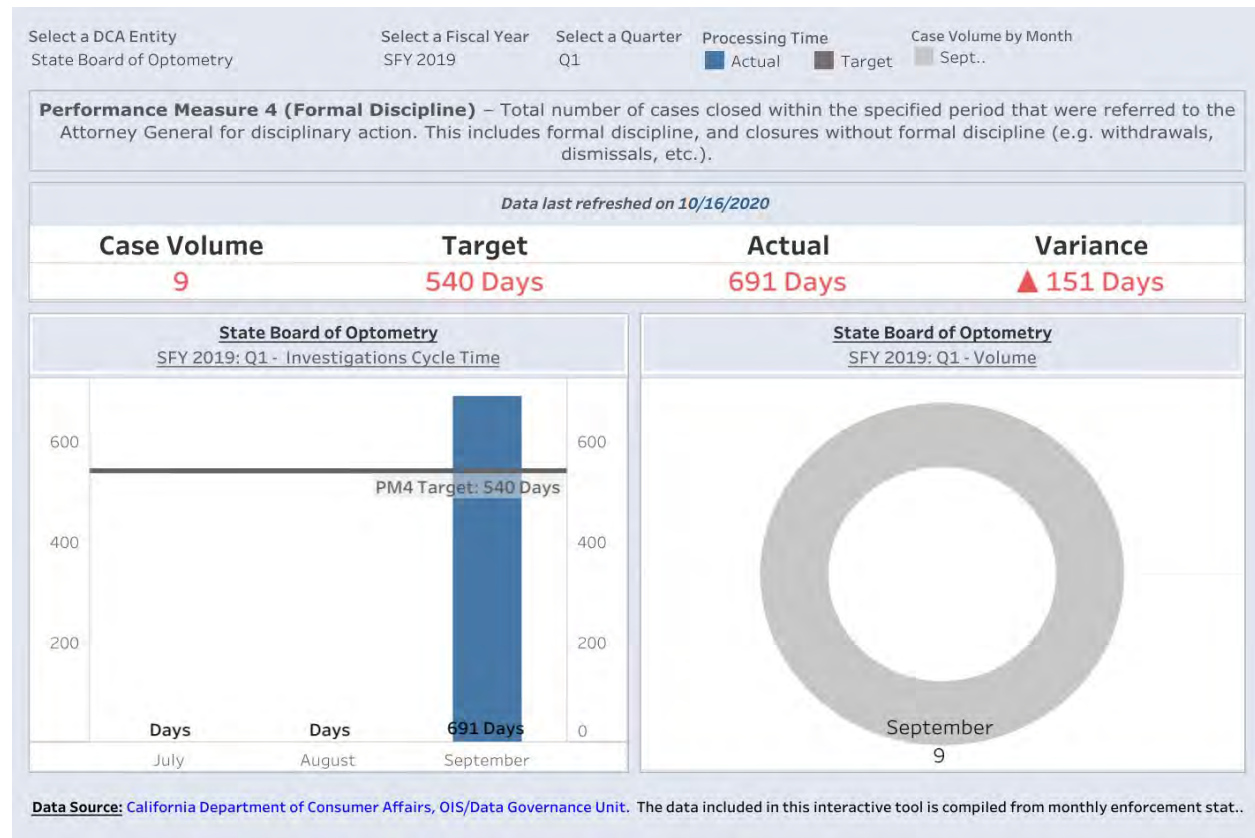 Select a DCA Entity
State Board of Optometry
Select a Fiscal Year
SFY 2019
Select a Quarter
Q1
Processing Time
Actual
Target
Case Volume by Month
Sept..
Performance Measure 4 (Formal Discipline) – Total number of cases closed within the specified period that were referred to the
Attorney General for disciplinary action. This includes formal discipline, and closures without formal discipline (e.g. withdrawals,
dismissals, etc.).
Data last refreshed on 10/16/2020
Case Volume
Target
Actual
Variance
9
540 Days
691 Days
▲ 151 Days
State Board of Optometry
SFY 2019: Q1 - Investigations Cycle Time
600
400
200
600
400
200
0
PM4 Target: 540 Days
Days
Days
691 Days
July
August
September
State Board of Optometry
SFY 2019: Q1 - Volume
September
9
Data Source: California Department of Consumer Affairs, OIS/Data Governance Unit. The data included in this interactive tool is compiled from monthly enforcement stat..